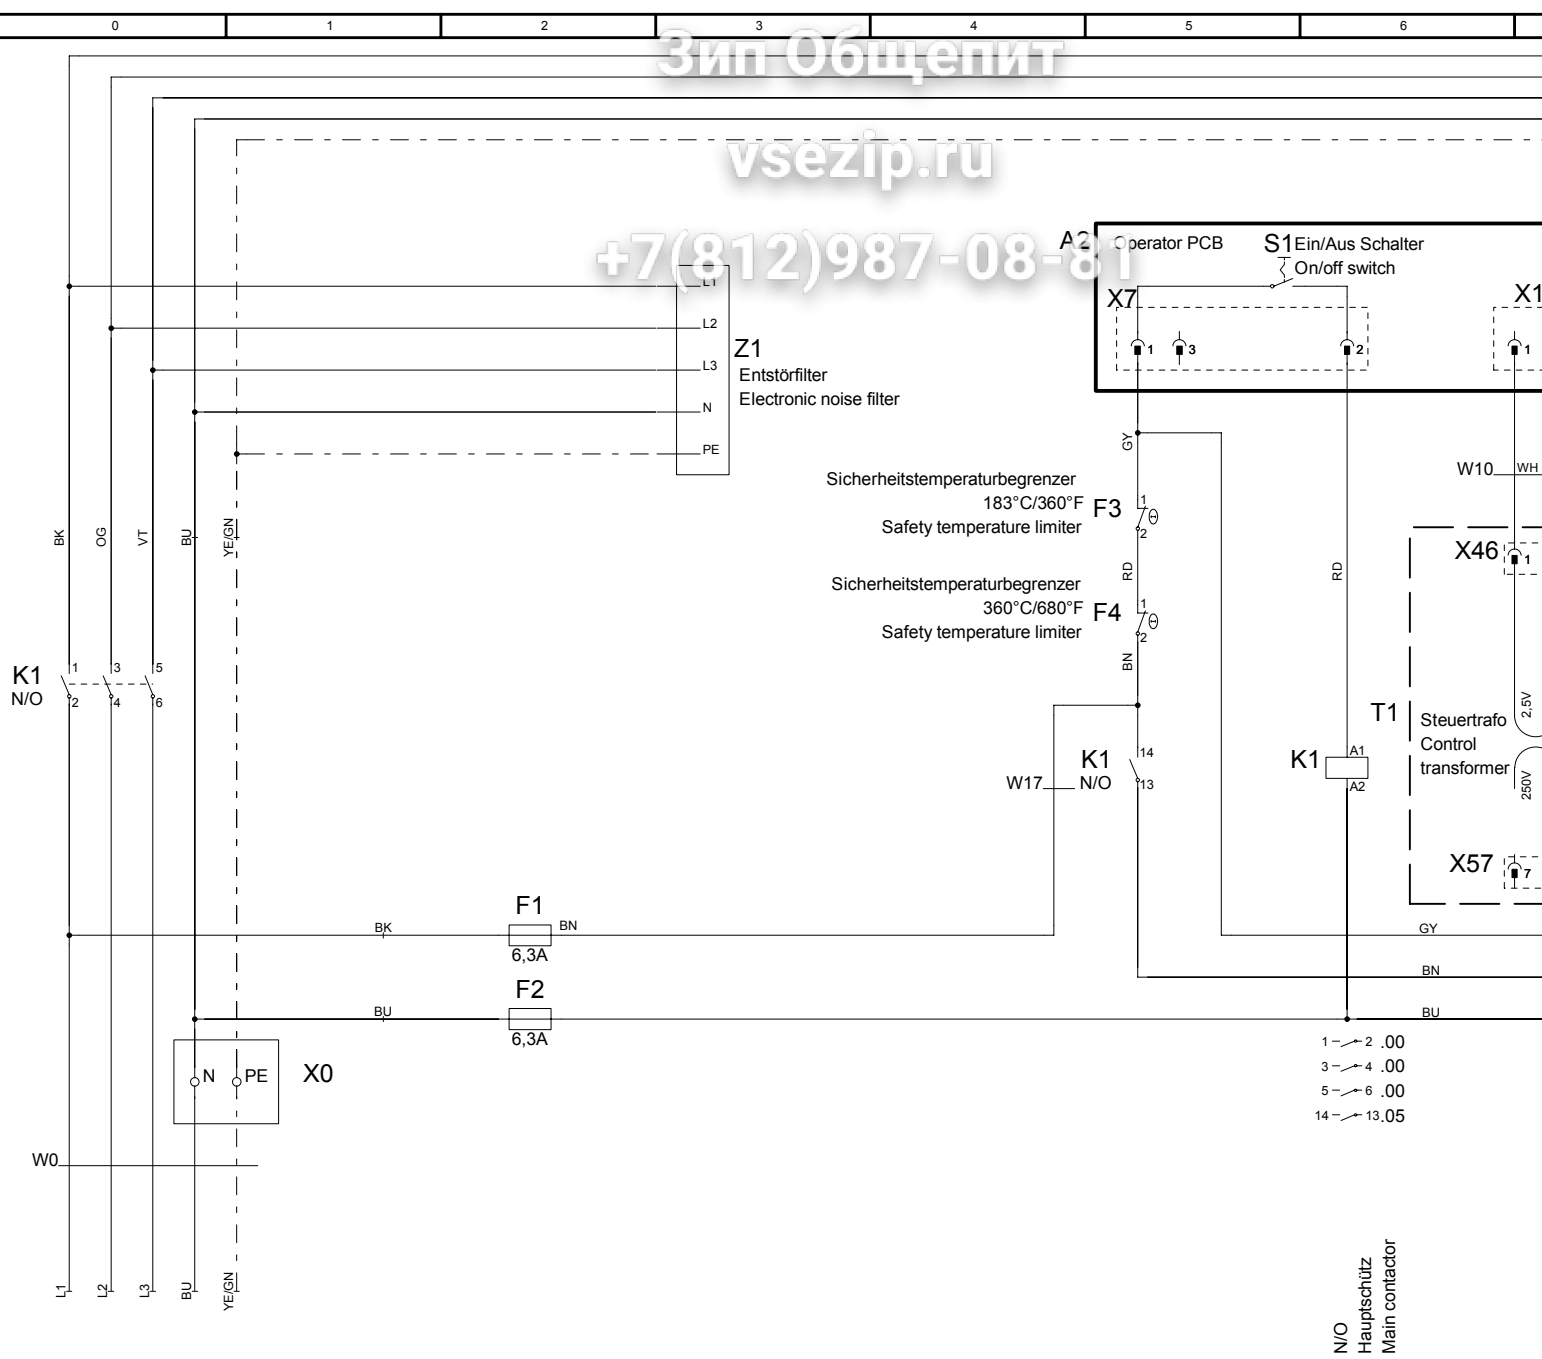 0 1 2 3 4 5 6
Зип Общепит
vsezip.ru
+7(812)987-08-81
A2 Operator PCB
S1 Ein/Aus Schalter
On/off switch
X7
X1
1 3 2 1
L1
L2
L3
N
PE
Z1
Entstörfilter
Electronic noise filter
GY
W10 WH
Sicherheitstemperaturbegrenzer
183°C/360°F
Safety temperature limiter
F3
1
2
BK OG VT BU YE/GN
X46 1
RD RD
Sicherheitstemperaturbegrenzer
360°C/680°F
Safety temperature limiter
F4
1
2
BN
K1
N/O
1 3 5
2 4 6
T1
Steuertrafo
Control
transformer
2,5V
250V
K1
N/O
14
13
W17
K1
A1
A2
X57 7
F1
BK BN
6,3A
GY
BN
F2
BU
6,3A
BU
1 2 .00
3 4 .00
5 6 .00
14 13 .05
N PE X0
W0
L1 L2 L3 BU YE/GN
N/O
Hauptschütz
Main contactor